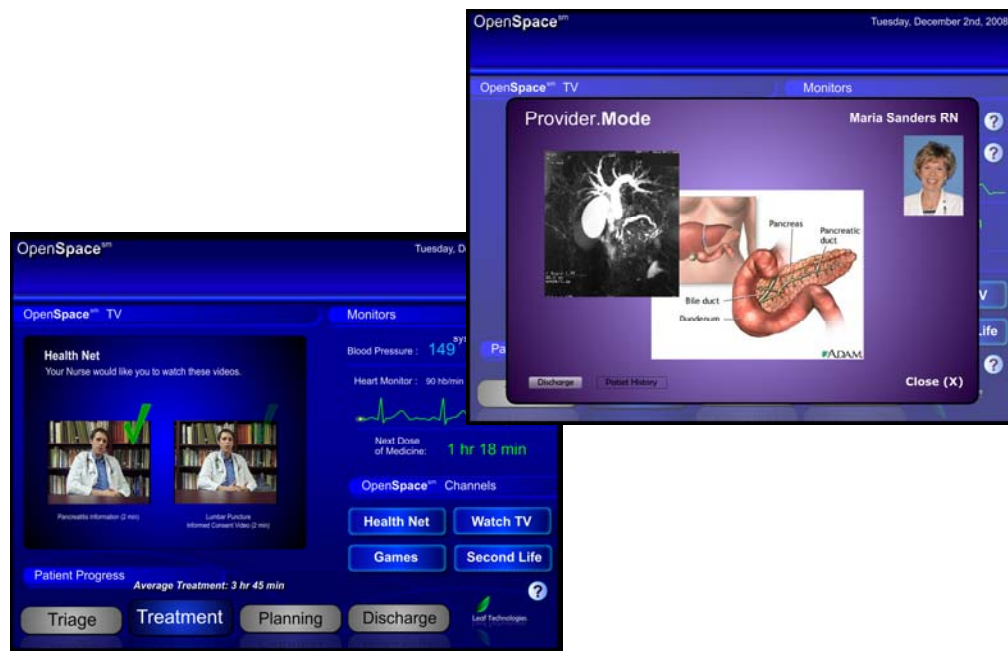 OpenSpace℠
Tuesday, December 2nd, 2008
OpenSpace℠ TV
Monitors
Provider.Mode
Maria Sanders RN
Pancreas
Pancreatic
duct
Bile duct
Duodenum
ADAM
V
Life
Pa
Discharge
Patiet History
Close (X)
OpenSpace℠
Tuesday, D
OpenSpace℠ TV
Monitors
Health Net
Your Nurse would like you to watch these videos.
Pancreatitis Information (2 min)
Lumbar Puncture
Informed Consent Video (2 min)
Blood Pressure : 149 sys
Heart Monitor : 90 hb/min
Next Dose
of Medicine: 1 hr 18 min
OpenSpace℠ Channels
Health Net
Watch TV
Games
Second Life
Patient Progress
Average Treatment: 3 hr 45 min
Triage
Treatment
Planning
Discharge
Leaf Technologies